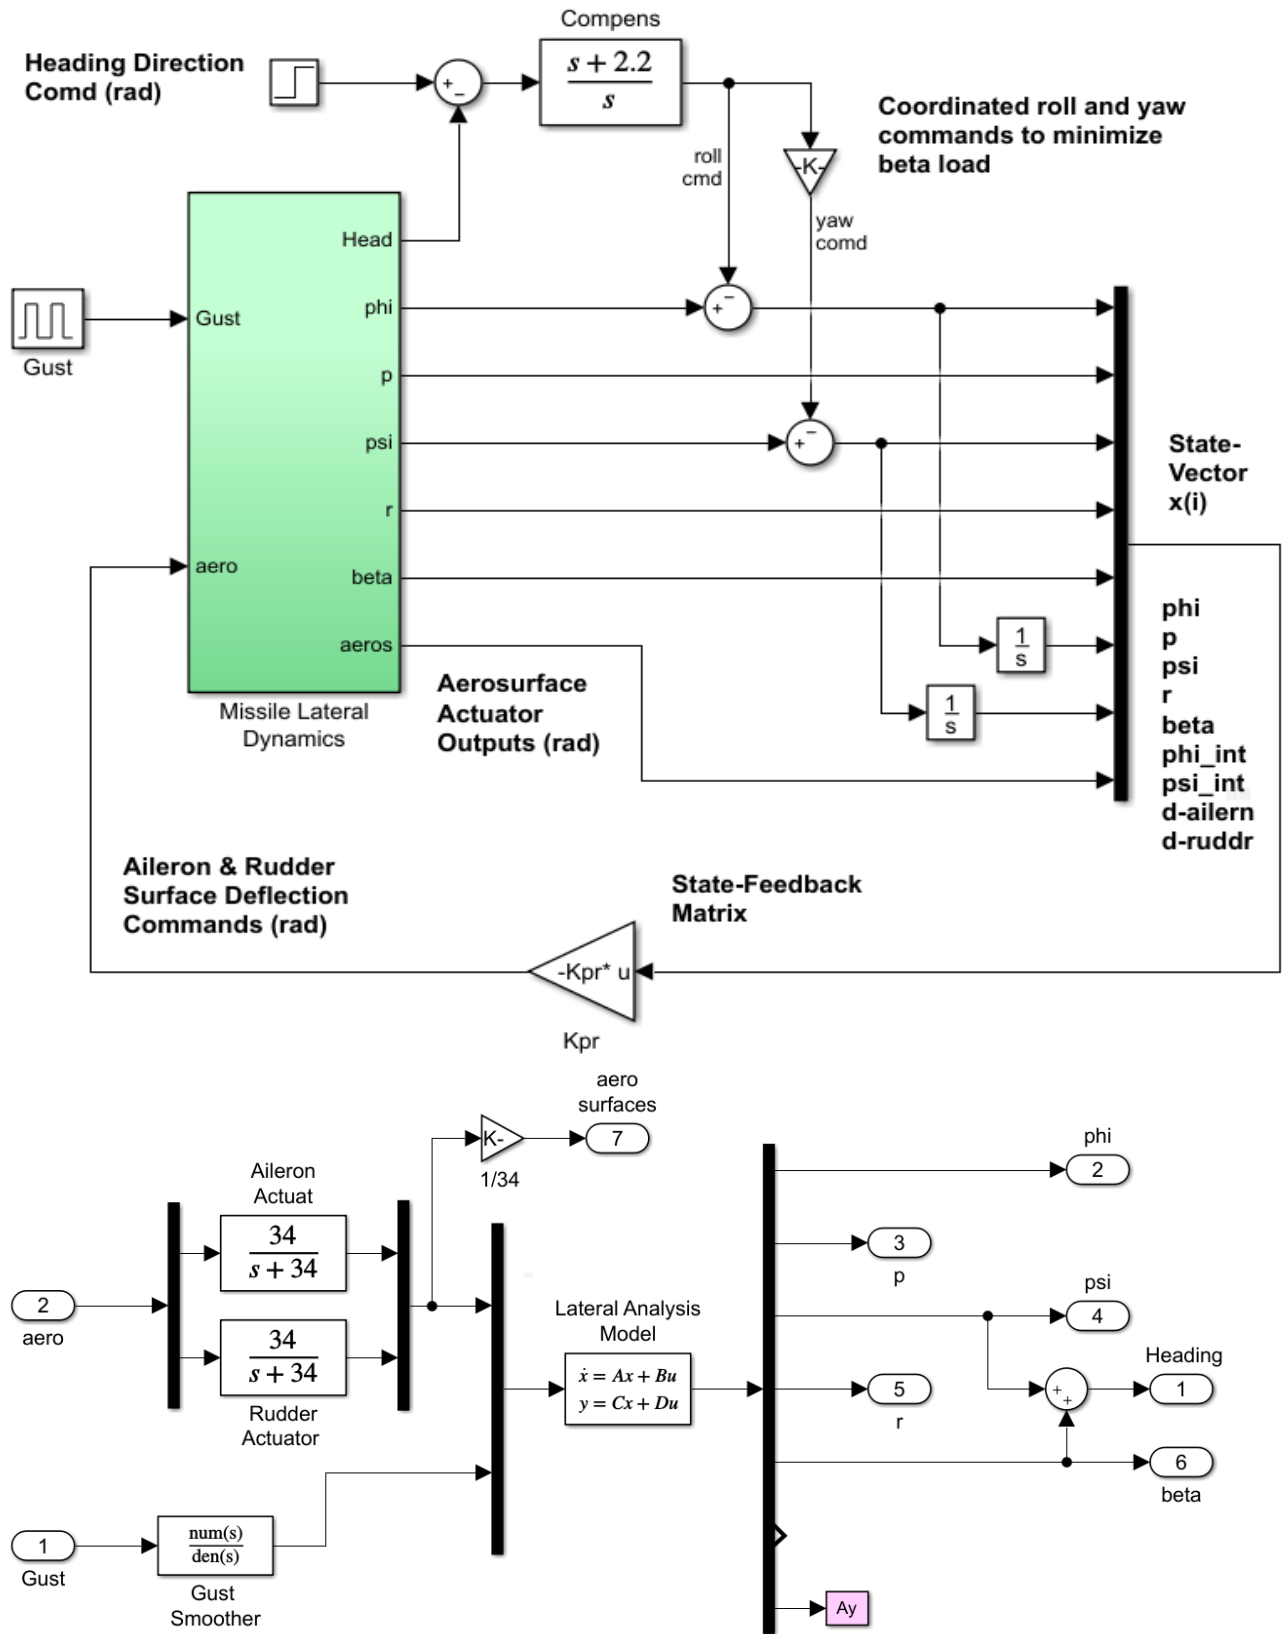 Compens
Heading Direction
Comd (rad)
+
−
s + 2.2
s
Coordinated roll and yaw
commands to minimize
beta load
roll
cmd
-K-
yaw
comd
Head
Gust
Gust
phi
+
−
p
psi
+
−
r
State-
Vector
x(i)
aero
beta
aeros
1
s
1
s
phi
p
psi
r
beta
phi_int
psi_int
d-ailern
d-ruddr
Missile Lateral
Dynamics
Aerosurface
Actuator
Outputs (rad)
Aileron & Rudder
Surface Deflection
Commands (rad)
State-Feedback
Matrix
-Kpr* u
Kpr
aero
surfaces
7
K-
1/34
phi
2
Aileron
Actuat
34
s + 34
3
p
psi
4
2
aero
34
s + 34
Rudder
Actuator
Lateral Analysis
Model
ẋ = Ax + Bu
y = Cx + Du
5
r
+
+
Heading
1
6
beta
1
Gust
num(s)
den(s)
Gust
Smoother
Ay